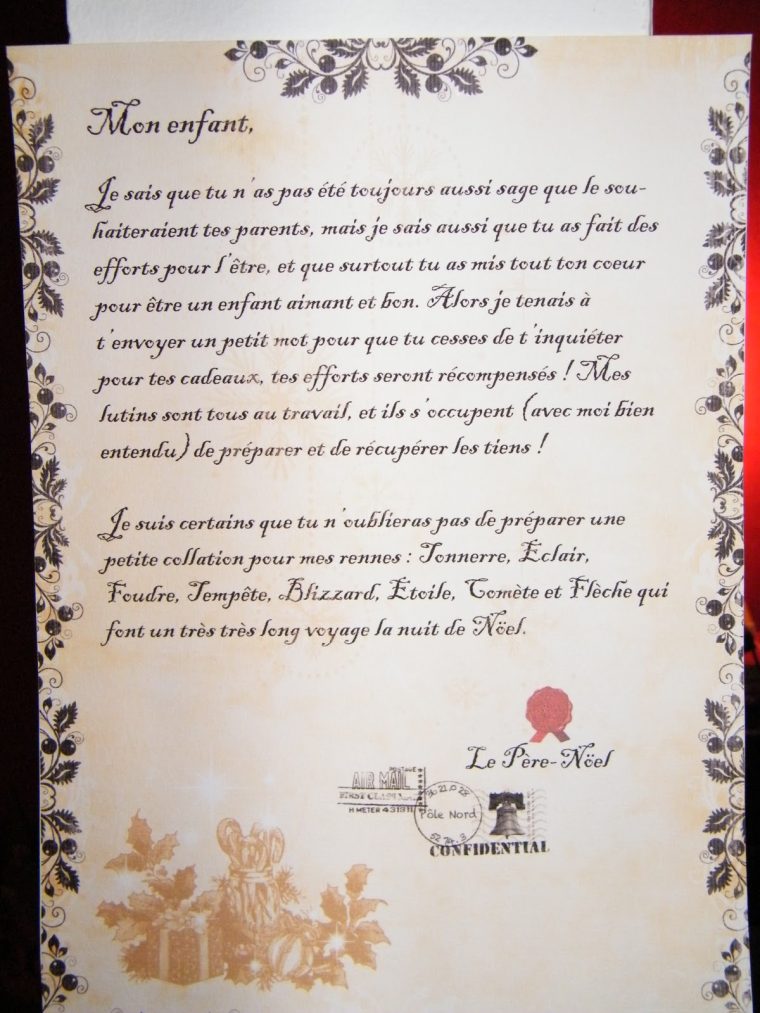 Mon enfant,
Je sais que tu n'as pas été toujours aussi sage que le sou-
haiteraient tes parents, mais je sais aussi que tu as fait des
efforts pour l'être, et que surtout tu as mis tout ton coeur
pour être un enfant aimant et bon. Alors je tenais à
t'envoyer un petit mot pour que tu cesses de t'inquiéter
pour tes cadeaux, tes efforts seront récompensés ! Mes
lutins sont tous au travail, et ils s'occupent (avec moi bien
entendu) de préparer et de récupérer les tiens !
Je suis certains que tu n'oublieras pas de préparer une
petite collation pour mes rennes : Tonnerre, Eclair,
Foudre, Tempête, Blizzard, Etoile, Comète et Flèche qui
font un très très long voyage la nuit de Nöel.
Le Père-Nöel
POSTAGE
AIR MAIL
FIRST CLASS
H METER
Pôle Nord
CONFIDENTIAL